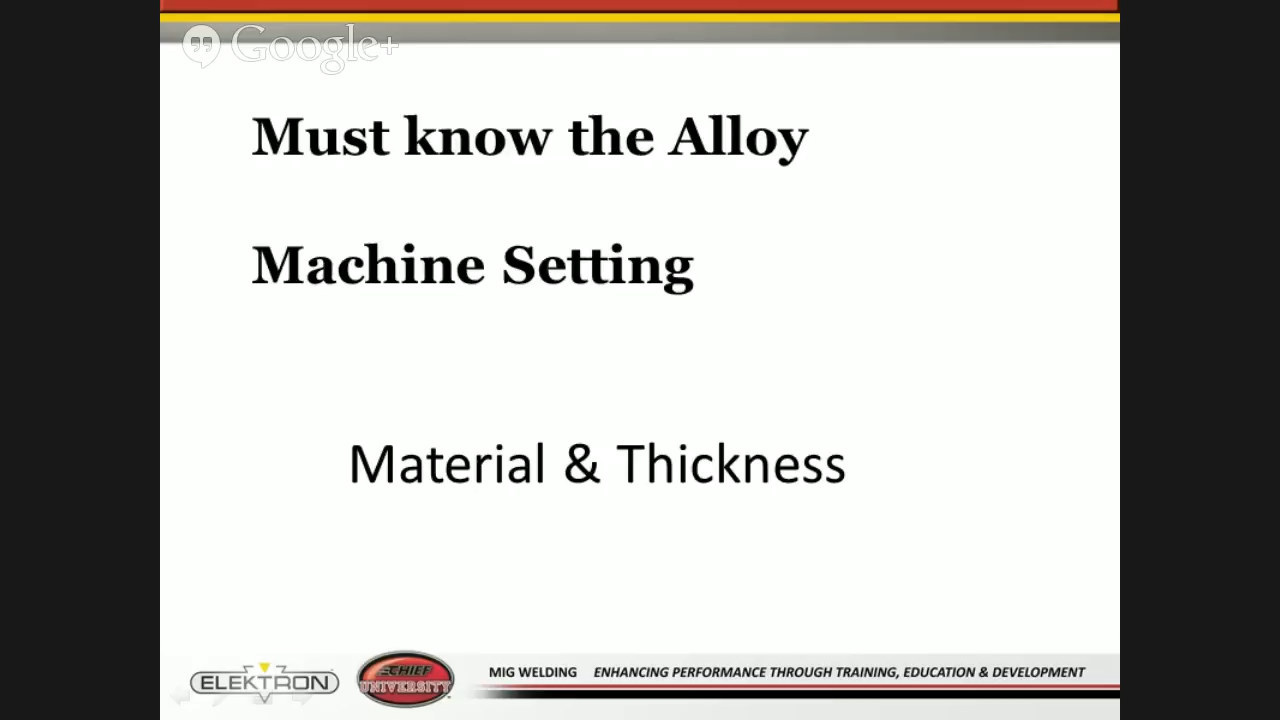 Google+
Must know the Alloy
Machine Setting
Material & Thickness
ELEKTRON
CHIEF
UNIVERSITY
MIG WELDING ENHANCING PERFORMANCE THROUGH TRAINING, EDUCATION & DEVELOPMENT